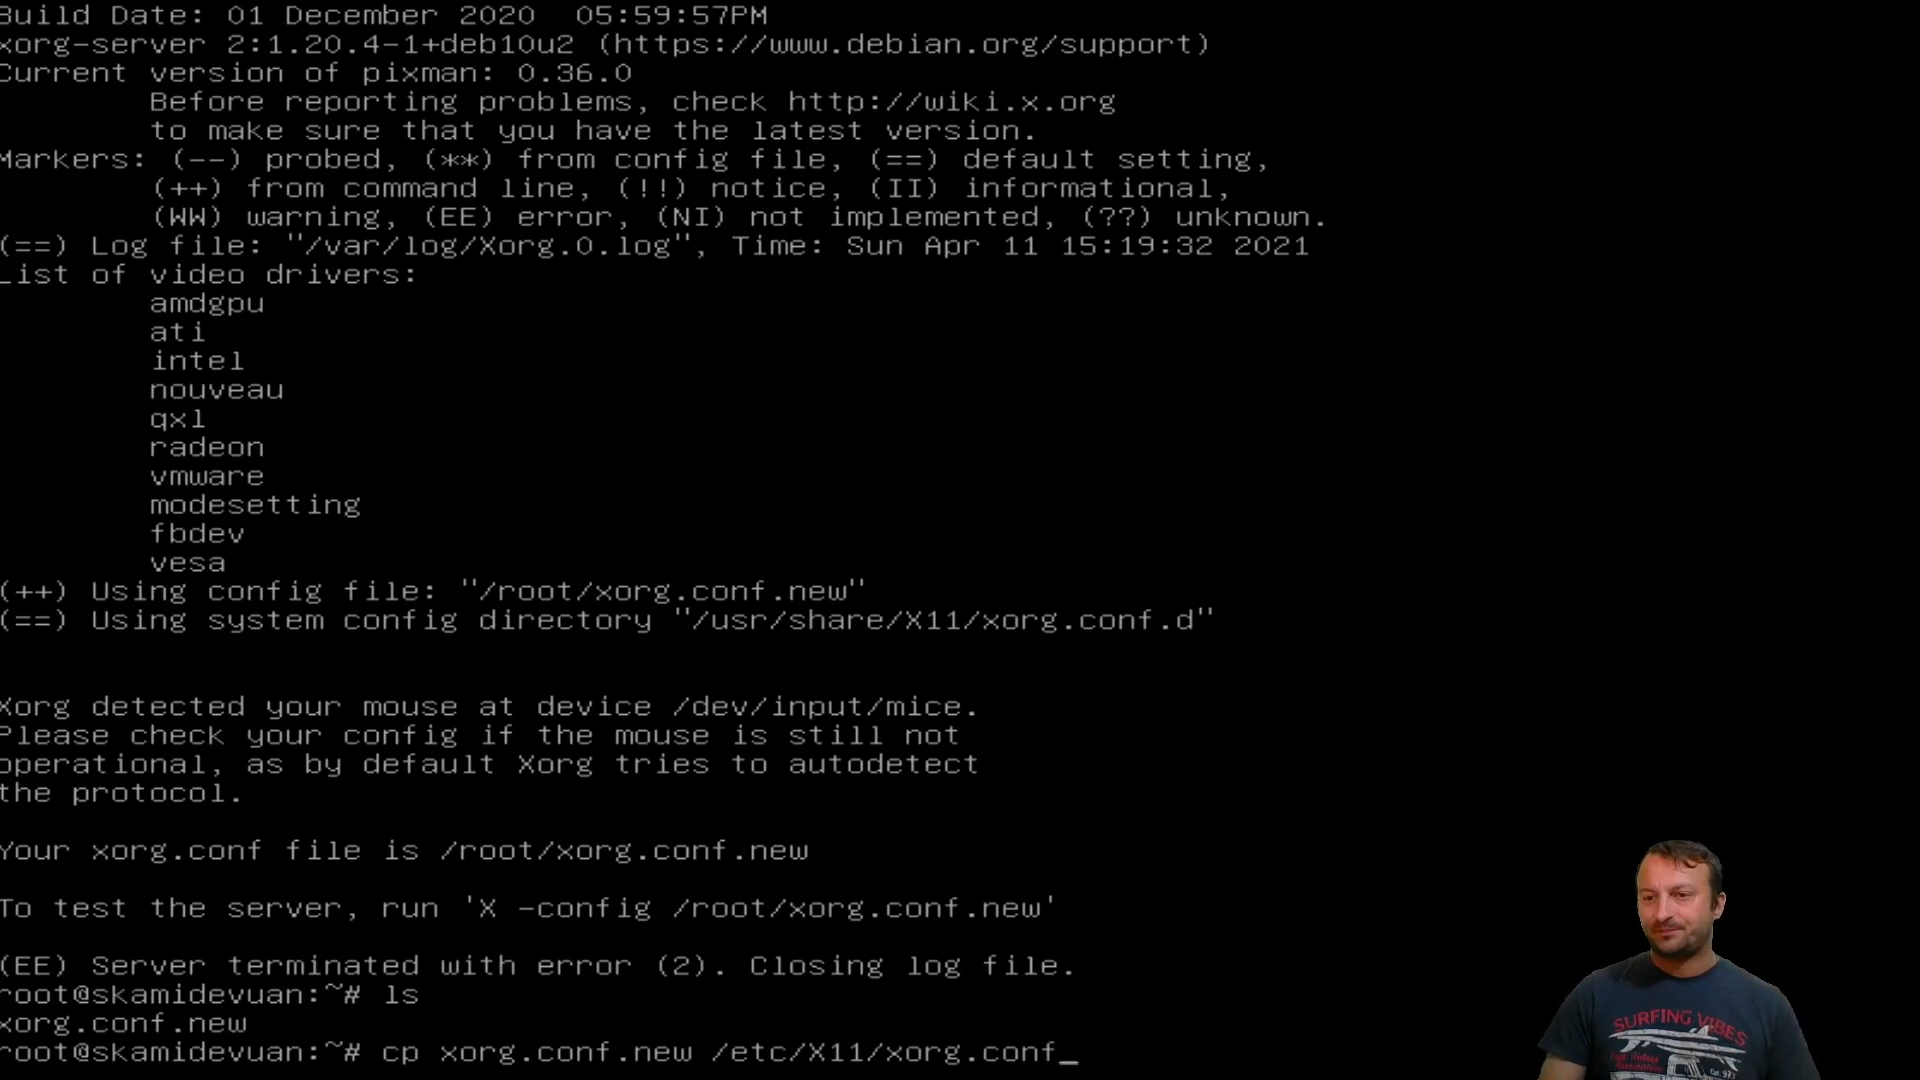 Build Date: 01 December 2020  05:59:57PM
xorg-server 2:1.20.4-1+deb10u2 (https://www.debian.org/support)
Current version of pixman: 0.36.0
Before reporting problems, check http://wiki.x.org
to make sure that you have the latest version.
Markers: (--) probed, (**) from config file, (==) default setting,
(++) from command line, (!!) notice, (II) informational,
(WW) warning, (EE) error, (NI) not implemented, (??) unknown.
(==) Log file: "/var/log/Xorg.0.log", Time: Sun Apr 11 15:19:32 2021
List of video drivers:
amdgpu
ati
intel
nouveau
qxl
radeon
vmware
modesetting
fbdev
vesa
(++) Using config file: "/root/xorg.conf.new"
(==) Using system config directory "/usr/share/X11/xorg.conf.d"
Xorg detected your mouse at device /dev/input/mice.
Please check your config if the mouse is still not
operational, as by default Xorg tries to autodetect
the protocol.
Your xorg.conf file is /root/xorg.conf.new
To test the server, run 'X -config /root/xorg.conf.new'
(EE) Server terminated with error (2). Closing log file.
root@skamidevuan:~# ls
xorg.conf.new
root@skamidevuan:~# cp xorg.conf.new /etc/X11/xorg.conf_
SURFING VIBES